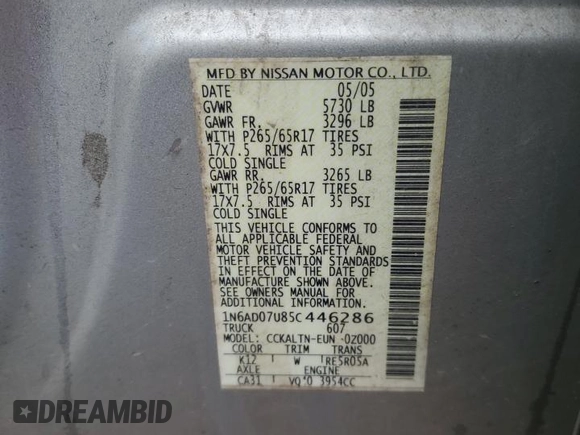 MFD BY NISSAN MOTOR CO., LTD.
DATE 05/05
GVWR 5730 LB
GAWR FR. 3296 LB
WITH P265/65R17 TIRES
17X7.5 RIMS AT 35 PSI
COLD SINGLE
GAWR RR. 3265 LB
WITH P265/65R17 TIRES
17X7.5 RIMS AT 35 PSI
COLD SINGLE
THIS VEHICLE CONFORMS TO
ALL APPLICABLE FEDERAL
MOTOR VEHICLE SAFETY AND
THEFT PREVENTION STANDARDS
IN EFFECT ON THE DATE OF
MANUFACTURE SHOWN ABOVE.
SEE OWNERS MANUAL FOR
ADDITIONAL INFORMATION.
1N6AD07U85C446286
TRUCK 607
MODEL: CCKALTN-EUN -0Z000
COLOR TRIM TRANS
K12 W RE5R05A
AXLE ENGINE
CA31 VQ 3954CC
DREAMBID